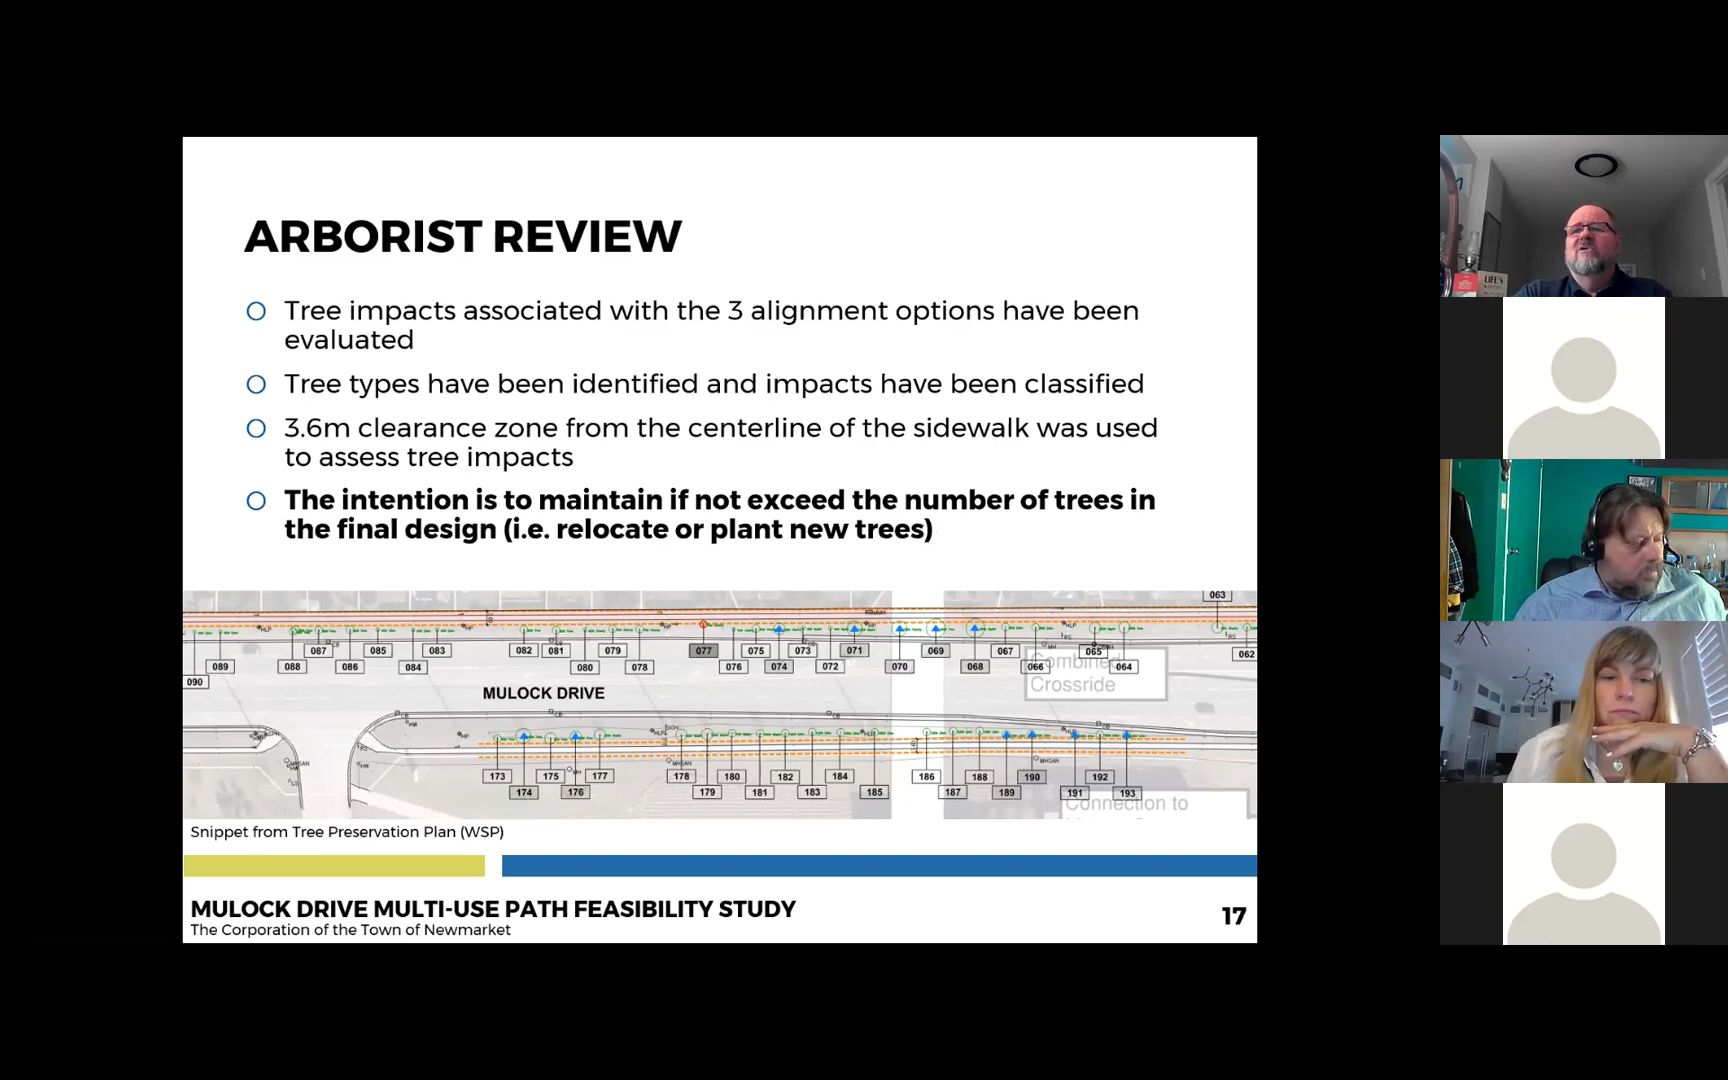 ARBORIST REVIEW
Tree impacts associated with the 3 alignment options have been
evaluated
Tree types have been identified and impacts have been classified
3.6m clearance zone from the centerline of the sidewalk was used
to assess tree impacts
The intention is to maintain if not exceed the number of trees in
the final design (i.e. relocate or plant new trees)
063
087 085 083 082 081 079 077 075 073 071 069 067 065 062
090 089 088 086 084 080 078 076 074 072 070 068 066 064
Combined
Crossride
MULOCK DRIVE
173 175 177 178 180 182 184 186 188 190 192
174 176 179 181 183 185 187 189 191 193
Connection to
Snippet from Tree Preservation Plan (WSP)
MULOCK DRIVE MULTI-USE PATH FEASIBILITY STUDY
The Corporation of the Town of Newmarket
17
LIFE'S